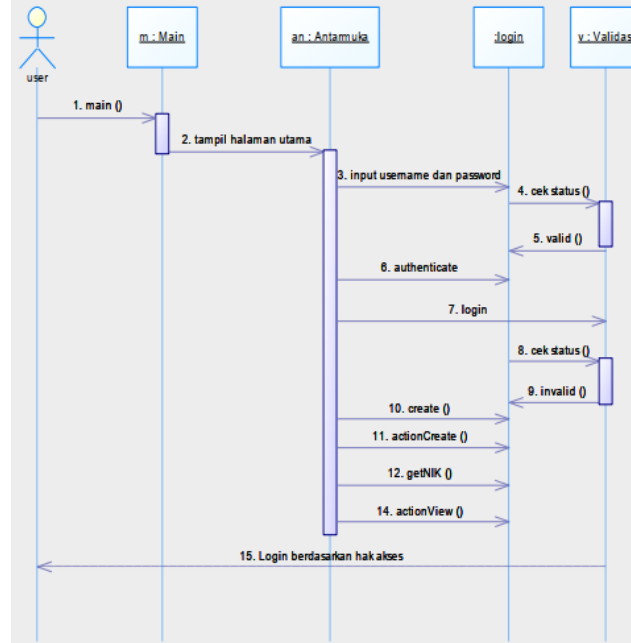 m : Main
an : Antarmuka
:login
v : Validas
user
1. main ()
2. tampil halaman utama
3. input username dan password
4. cek status ()
5. valid ()
6. authenticate
7. login
8. cek status ()
9. invalid ()
10. create ()
11. actionCreate ()
12. getNIK ()
14. actionView ()
15. Login berdasarkan hak akses